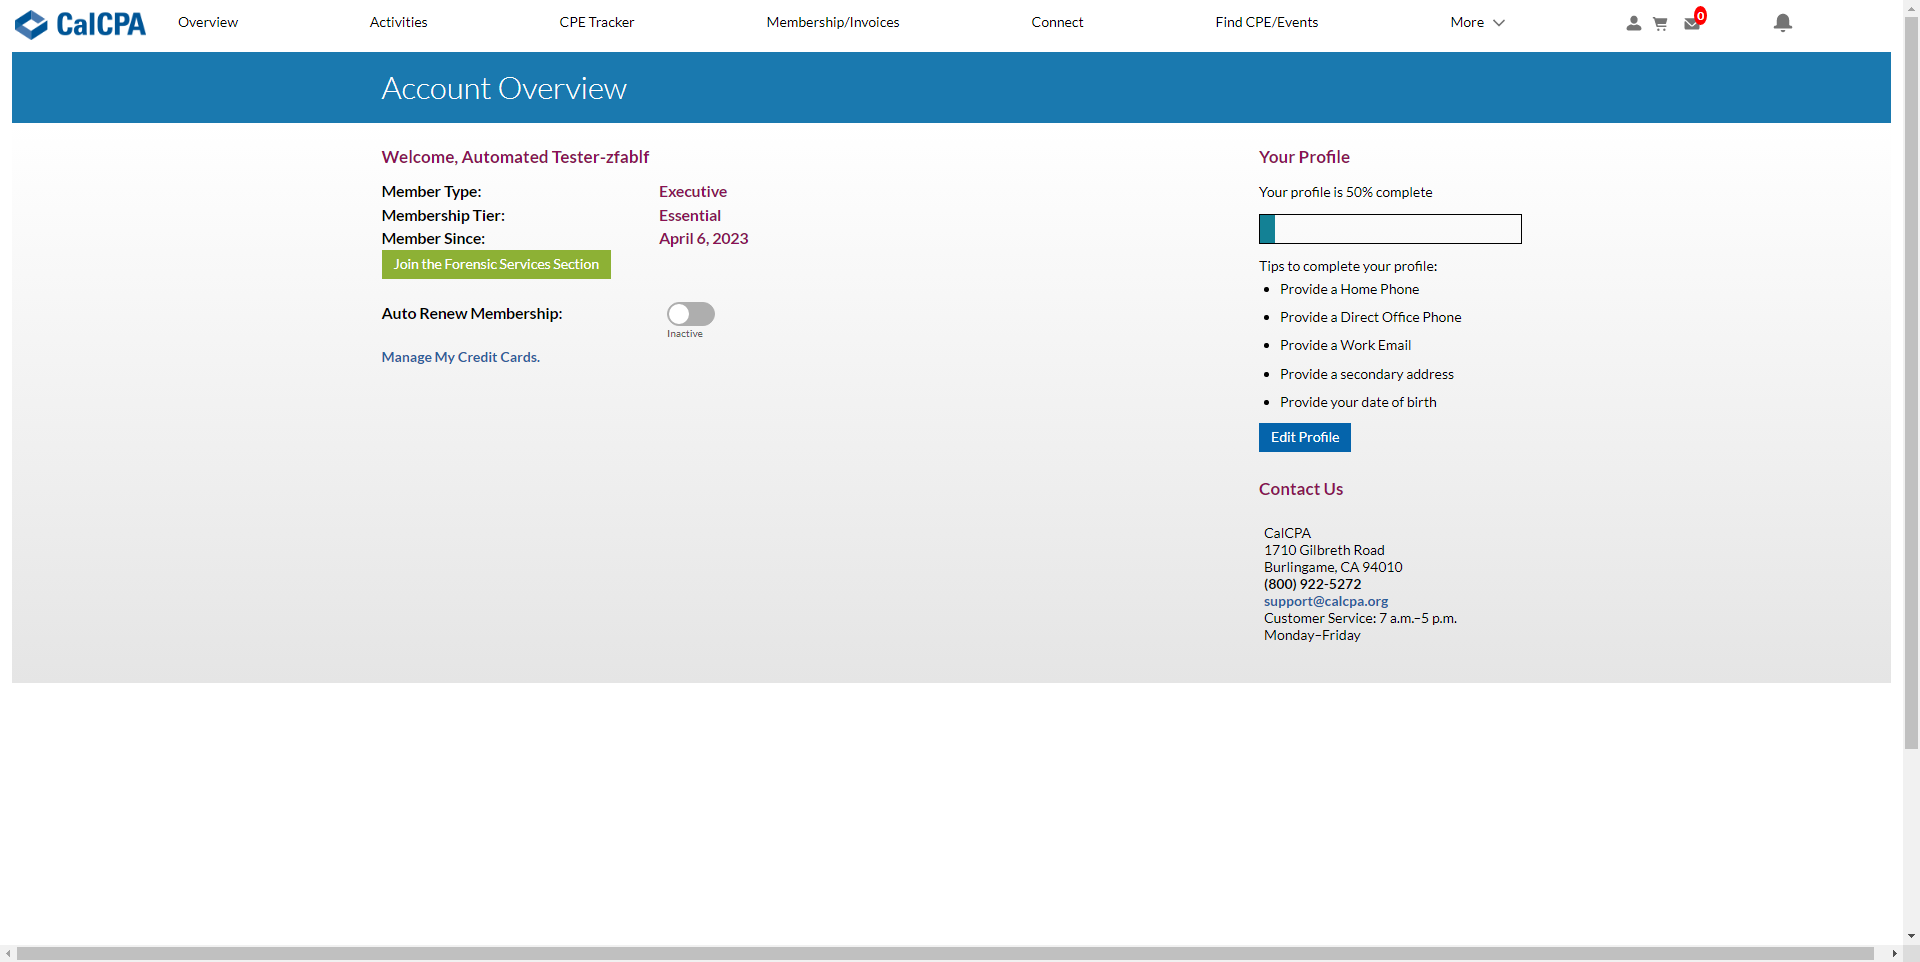 CalCPA
Overview
Activities
CPE Tracker
Membership/Invoices
Connect
Find CPE/Events
More
0
Account Overview
Welcome, Automated Tester-zfablf
Member Type: Executive
Membership Tier: Essential
Member Since: April 6, 2023
Join the Forensic Services Section
Auto Renew Membership:
Inactive
Manage My Credit Cards.
Your Profile
Your profile is 50% complete
Tips to complete your profile:
Provide a Home Phone
Provide a Direct Office Phone
Provide a Work Email
Provide a secondary address
Provide your date of birth
Edit Profile
Contact Us
CalCPA
1710 Gilbreth Road
Burlingame, CA 94010
(800) 922-5272
support@calcpa.org
Customer Service: 7 a.m.–5 p.m.
Monday–Friday